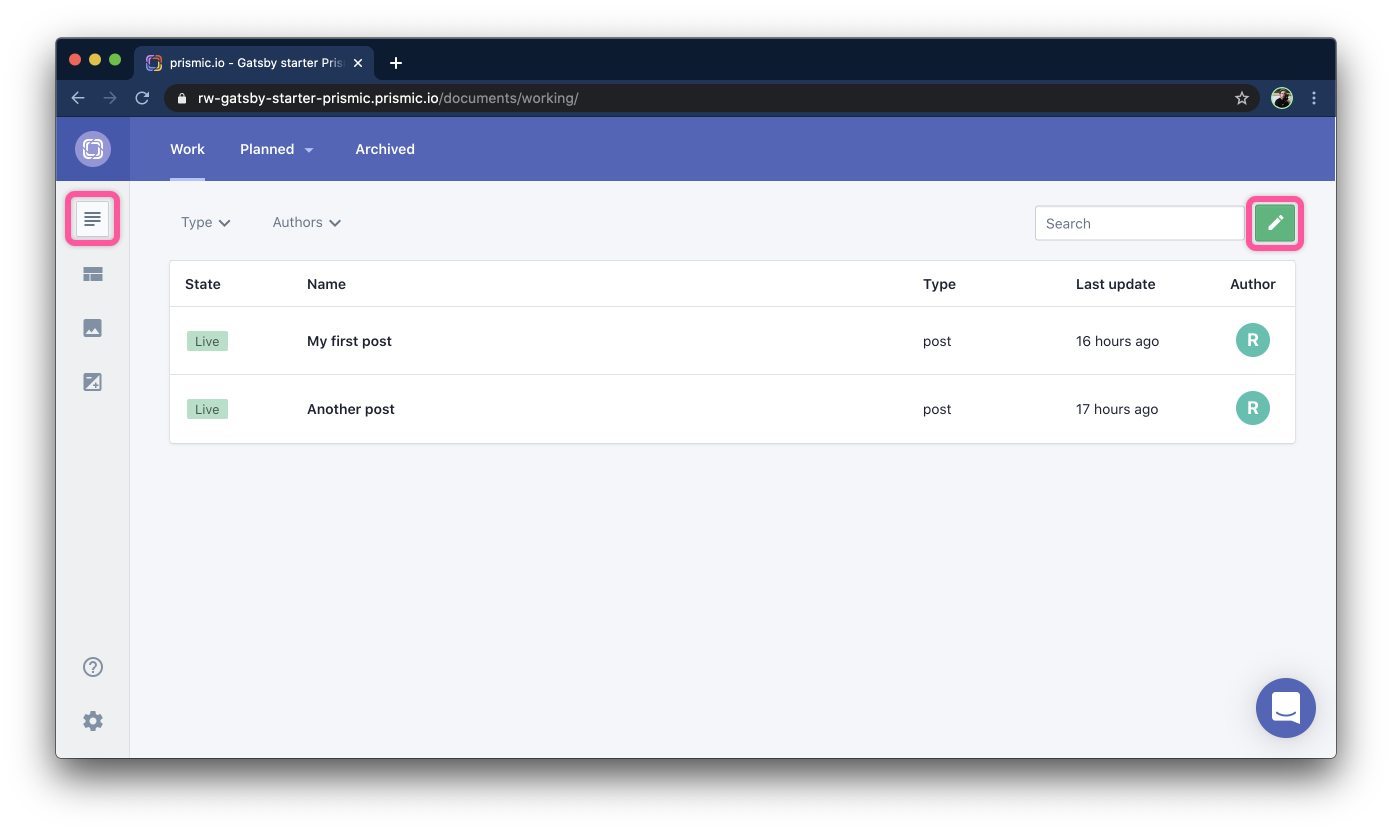 prismic.io - Gatsby starter Pris
rw-gatsby-starter-prismic.prismic.io/documents/working/
Work Planned Archived
Type Authors Search
State Name Type Last update Author
Live My first post post 16 hours ago R
Live Another post post 17 hours ago R